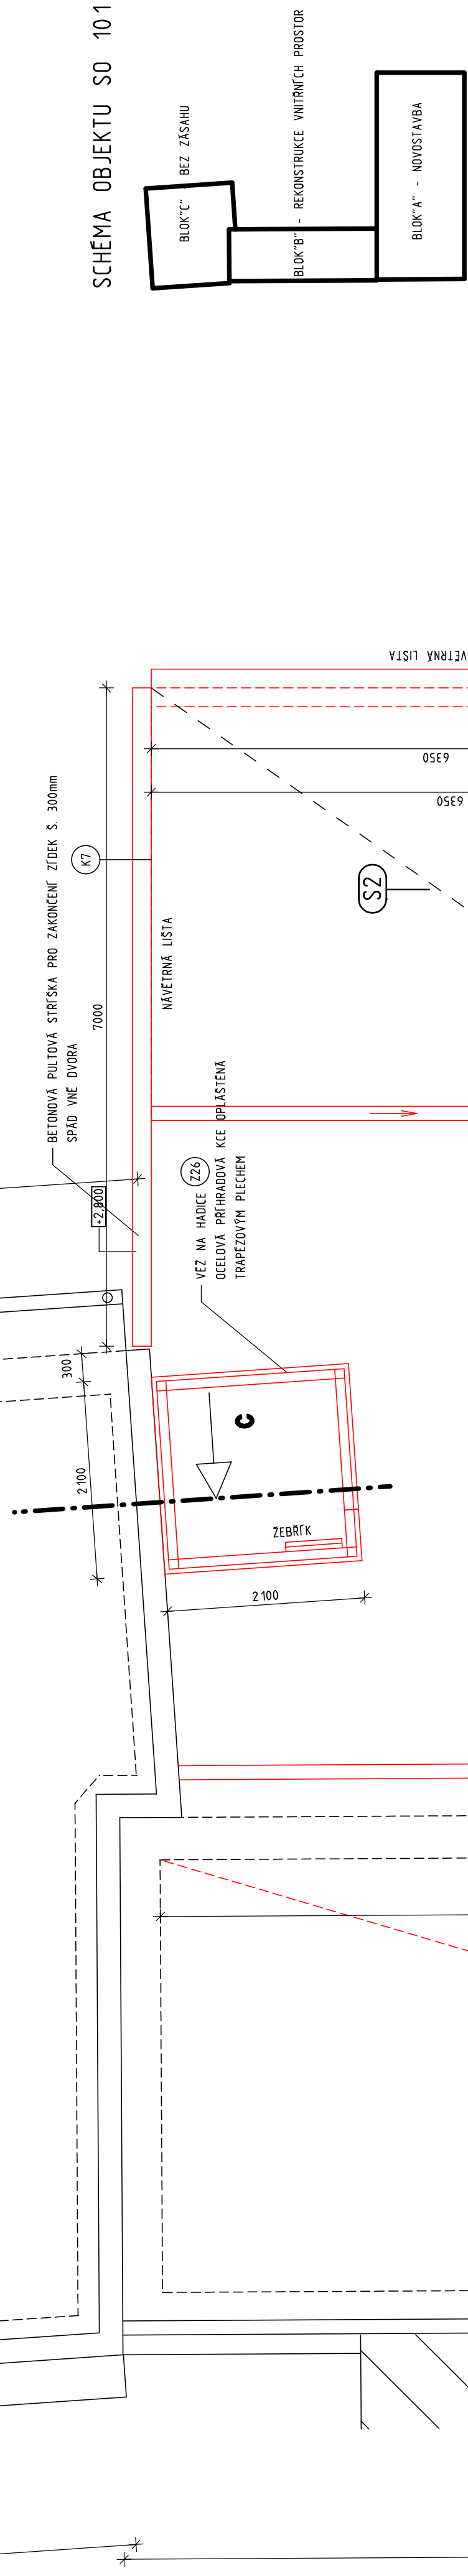 SCHÉMA OBJEKTU SO 101
BLOK"C" - BEZ ZÁSAHU
BLOK"B" - REKONSTRUKCE VNITŘNÍCH PROSTOR
BLOK"A" - NOVOSTAVBA
BETONOVÁ PULTOVÁ STŘÍŠKA PRO ZAKONČENÍ ZÍDEK Š. 300mm
SPÁD VNĚ DVORA
K7
7000
+2,800
NÁVĚTRNÁ LIŠTA
VĚTRNÁ LIŠTA
6350
6350
S2
VĚŽ NA HADICE Z26
OCELOVÁ PŘÍHRADOVÁ KCE OPLÁŠTĚNÁ
TRAPÉZOVÝM PLECHEM
300
2100
C
ŽEBŘÍK
2100